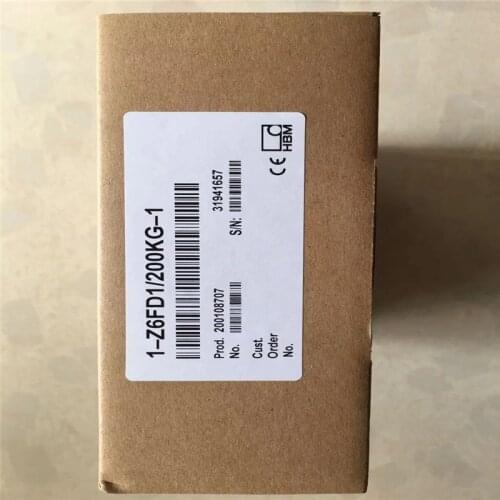 1-Z6FD1/200KG-1
Prod. 200108707
No.
31941657
S/N:
Cust.
Order
No.
HBM
CE